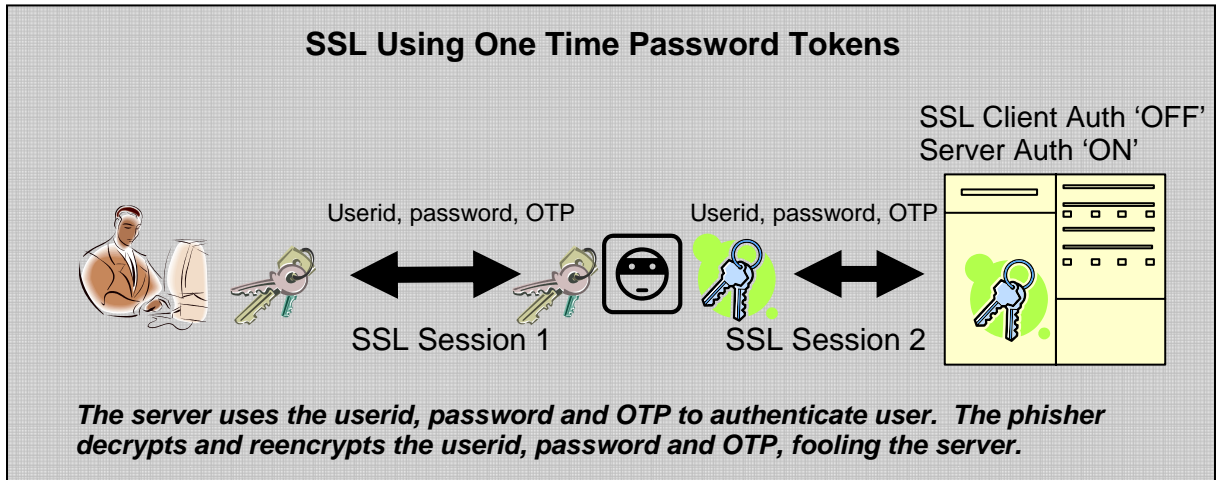 SSL Using One Time Password Tokens
SSL Client Auth ‘OFF’
Server Auth ‘ON’
Userid, password, OTP
Userid, password, OTP
SSL Session 1
SSL Session 2
The server uses the userid, password and OTP to authenticate user.  The phisher
decrypts and reencrypts the userid, password and OTP, fooling the server.